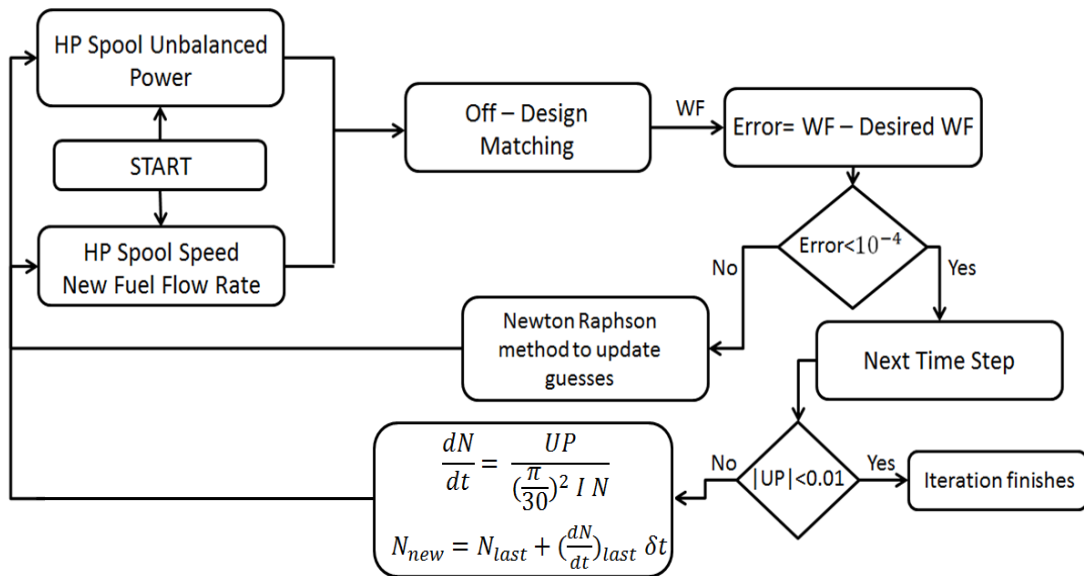 HP Spool Unbalanced
Power
START
HP Spool Speed
New Fuel Flow Rate
Off – Design
Matching
WF
Error= WF – Desired WF
Error<10⁻⁴
No
Yes
Newton Raphson
method to update
guesses
Next Time Step
|UP|<0.01
No
Yes
Iteration finishes
dN/dt = UP/((π/30)² I N)
N_new = N_last + (dN/dt)_last δt